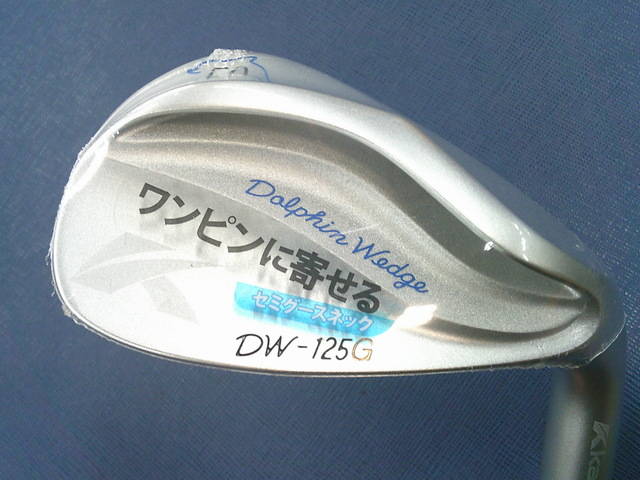 Dolphin Wedge
ワンピンに寄せる
セミグースネック
DW-125G